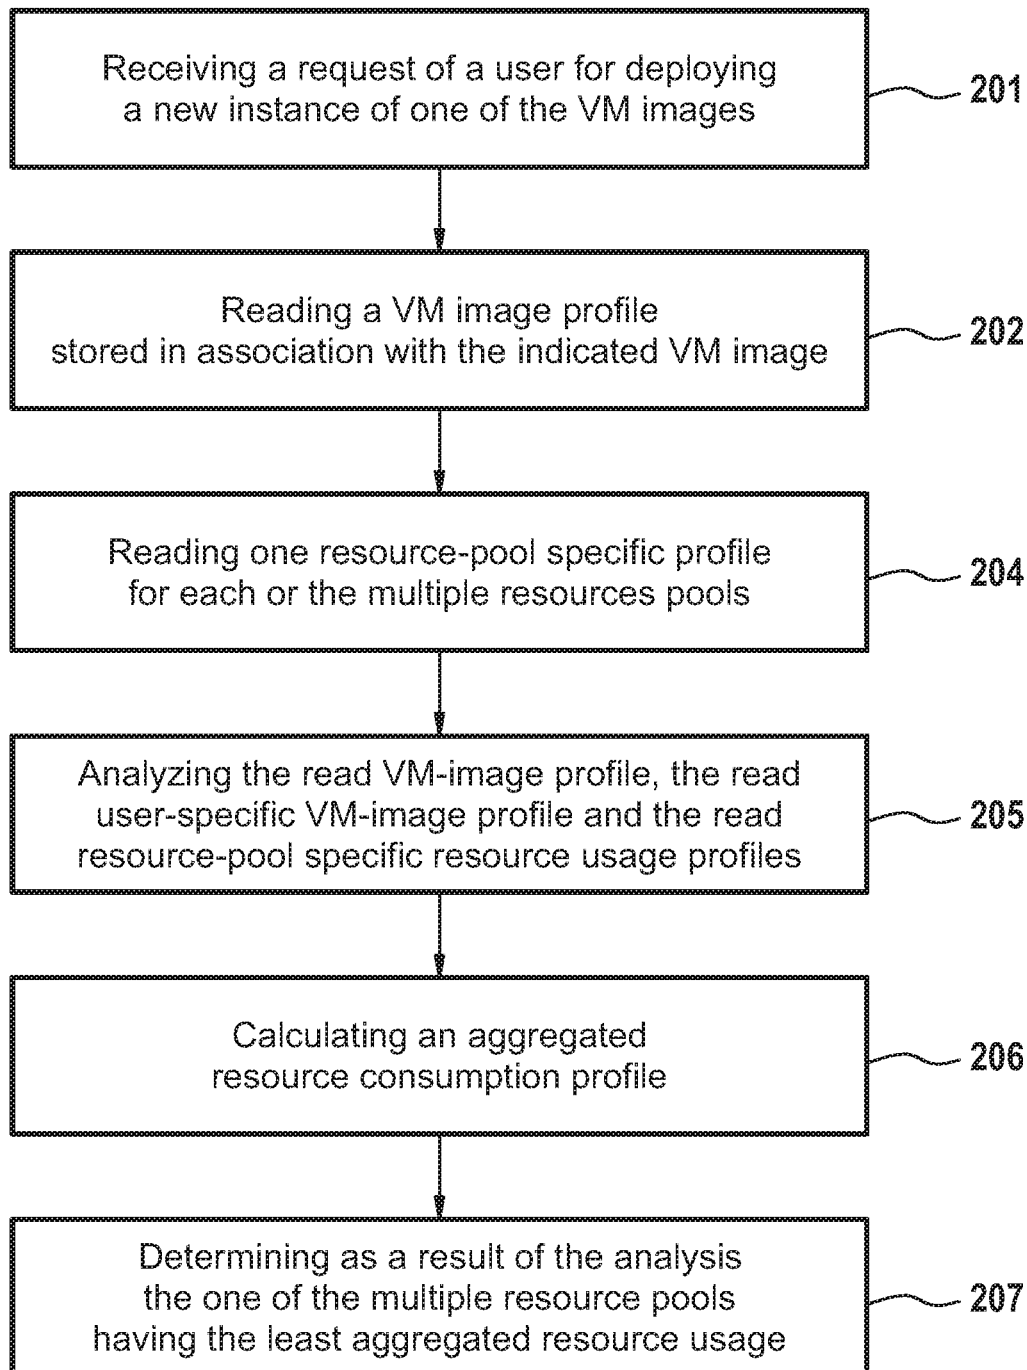 Receiving a request of a user for deploying
a new instance of one of the VM images
201
Reading a VM image profile
stored in association with the indicated VM image
202
Reading one resource-pool specific profile
for each or the multiple resources pools
204
Analyzing the read VM-image profile, the read
user-specific VM-image profile and the read
resource-pool specific resource usage profiles
205
Calculating an aggregated
resource consumption profile
206
Determining as a result of the analysis
the one of the multiple resource pools
having the least aggregated resource usage
207